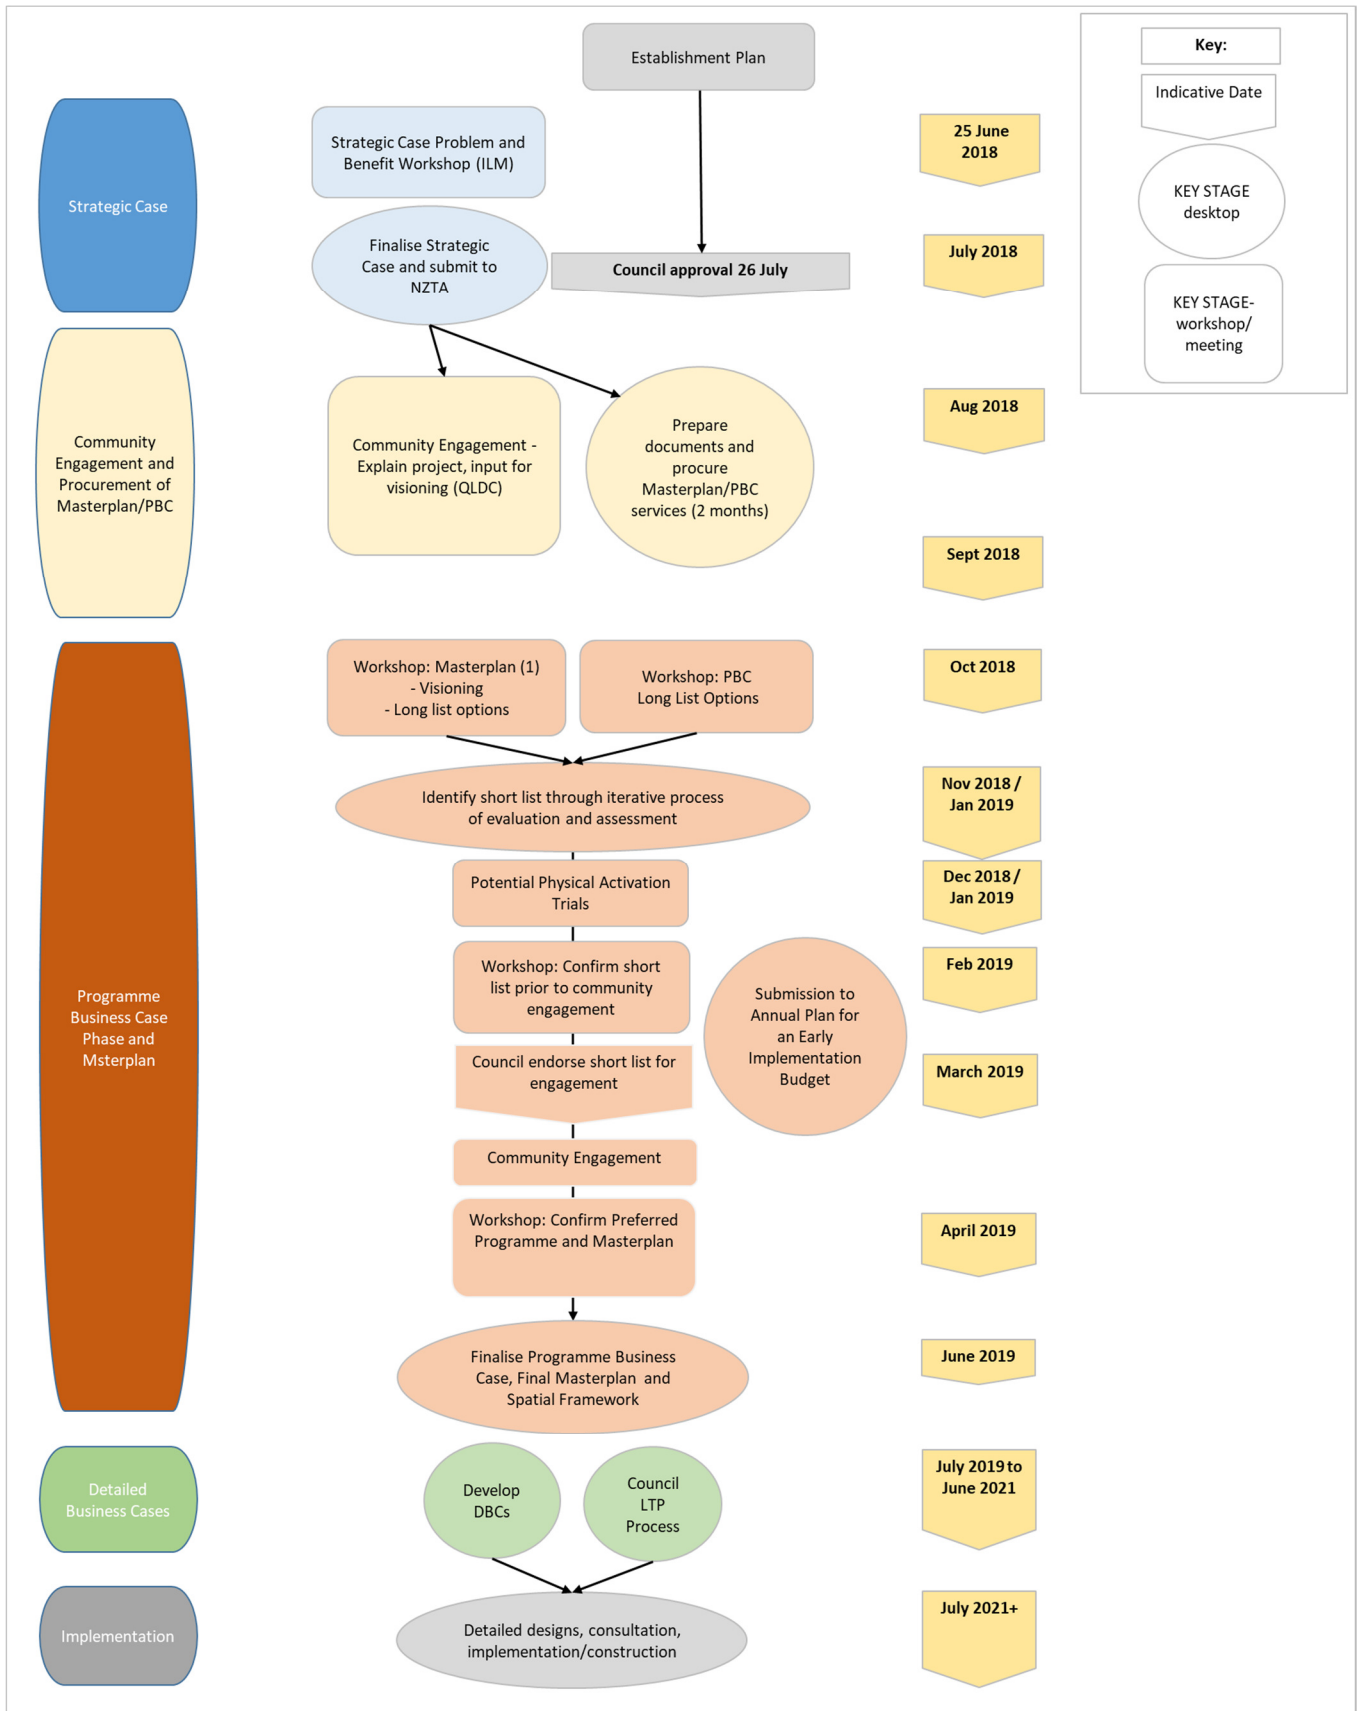 Establishment Plan
Key:
Indicative Date
KEY STAGE
desktop
KEY STAGE-
workshop/
meeting
Strategic Case
Strategic Case Problem and
Benefit Workshop (ILM)
25 June
2018
Finalise Strategic
Case and submit to
NZTA
Council approval 26 July
July 2018
Community
Engagement and
Procurement of
Masterplan/PBC
Community Engagement -
Explain project, input for
visioning (QLDC)
Prepare
documents and
procure
Masterplan/PBC
services (2 months)
Aug 2018
Sept 2018
Programme
Business Case
Phase and
Msterplan
Workshop: Masterplan (1)
- Visioning
- Long list options
Workshop: PBC
Long List Options
Oct 2018
Identify short list through iterative process
of evaluation and assessment
Nov 2018 /
Jan 2019
Potential Physical Activation
Trials
Dec 2018 /
Jan 2019
Workshop: Confirm short
list prior to community
engagement
Submission to
Annual Plan for
an Early
Implementation
Budget
Feb 2019
Council endorse short list for
engagement
March 2019
Community Engagement
Workshop: Confirm Preferred
Programme and Masterplan
April 2019
Finalise Programme Business
Case, Final Masterplan and
Spatial Framework
June 2019
Detailed
Business Cases
Develop
DBCs
Council
LTP
Process
July 2019 to
June 2021
Implementation
Detailed designs, consultation,
implementation/construction
July 2021+